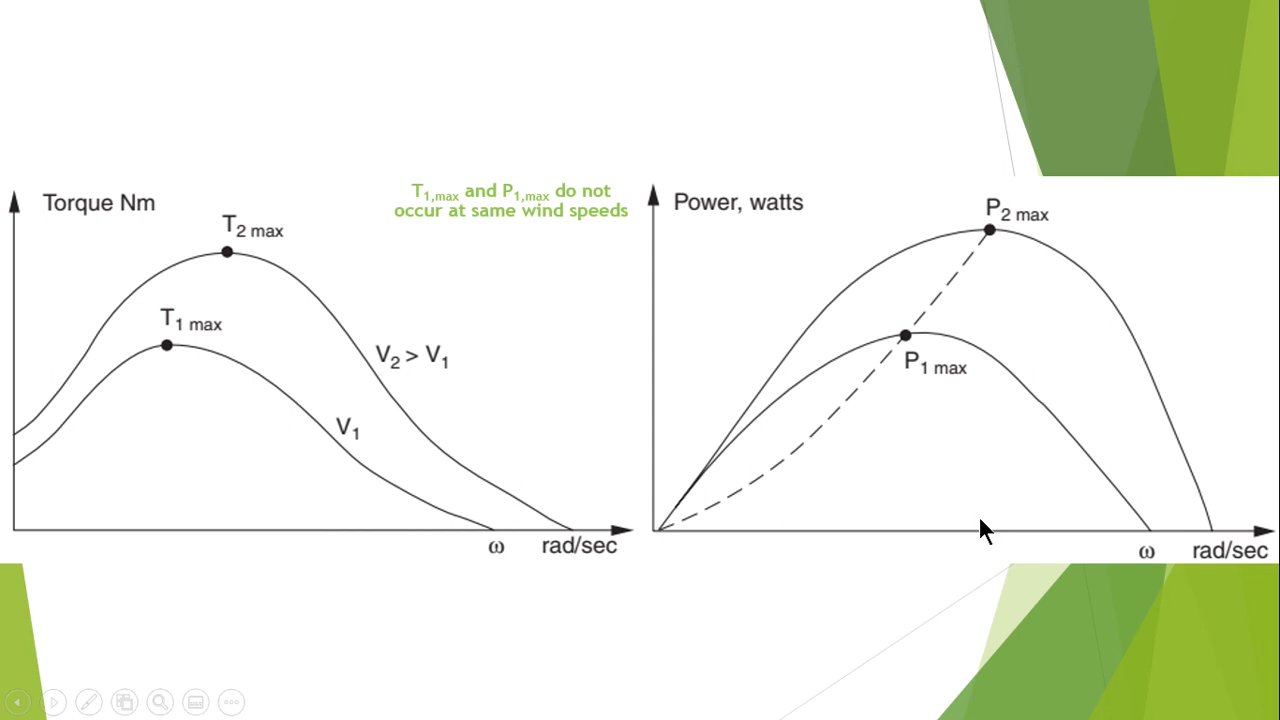 Torque Nm
T2 max
T1 max
V2 > V1
V1
ω rad/sec
T1,max and P1,max do not
occur at same wind speeds
Power, watts
P2 max
P1 max
ω rad/sec